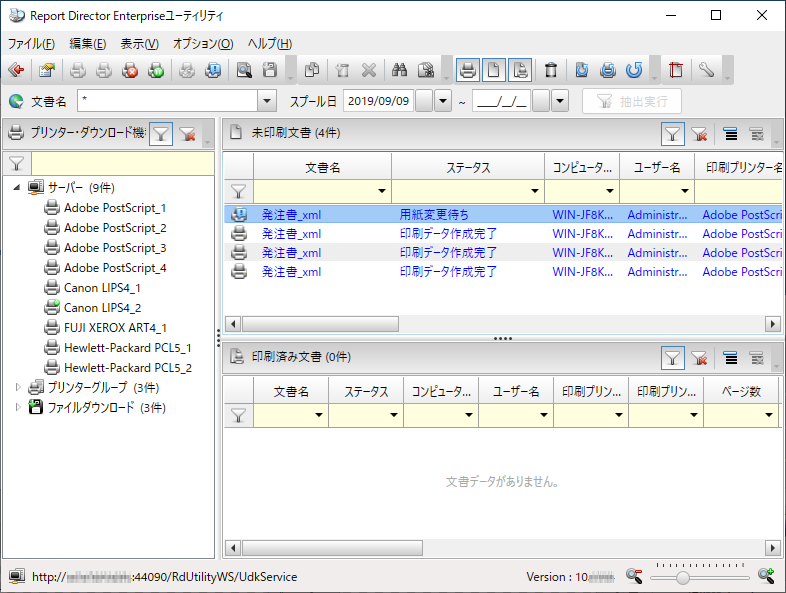 Report Director Enterpriseユーティリティ
ファイル(F) 編集(E) 表示(V) オプション(O) ヘルプ(H)
文書名 * スプール日 2019/09/09 ～ ___/__/__ 抽出実行
プリンター・ダウンロード機
サーバー (9件)
Adobe PostScript_1
Adobe PostScript_2
Adobe PostScript_3
Adobe PostScript_4
Canon LIPS4_1
Canon LIPS4_2
FUJI XEROX ART4_1
Hewlett-Packard PCL5_1
Hewlett-Packard PCL5_2
プリンターグループ (3件)
ファイルダウンロード (3件)
未印刷文書 (4件)
文書名 ステータス コンピュータ... ユーザー名 印刷プリンター名
発注書_xml 用紙変更待ち WIN-JF8K... Administr... Adobe PostScri
発注書_xml 印刷データ作成完了 WIN-JF8K... Administr... Adobe PostScri
発注書_xml 印刷データ作成完了 WIN-JF8K... Administr... Adobe PostScri
発注書_xml 印刷データ作成完了 WIN-JF8K... Administr... Adobe PostScri
印刷済み文書 (0件)
文書名 ステータス コンピュータ... ユーザー名 印刷プリン... 印刷プリン... ページ数
文書データがありません。
http://:44090/RdUtilityWS/UdkService
Version : 10.